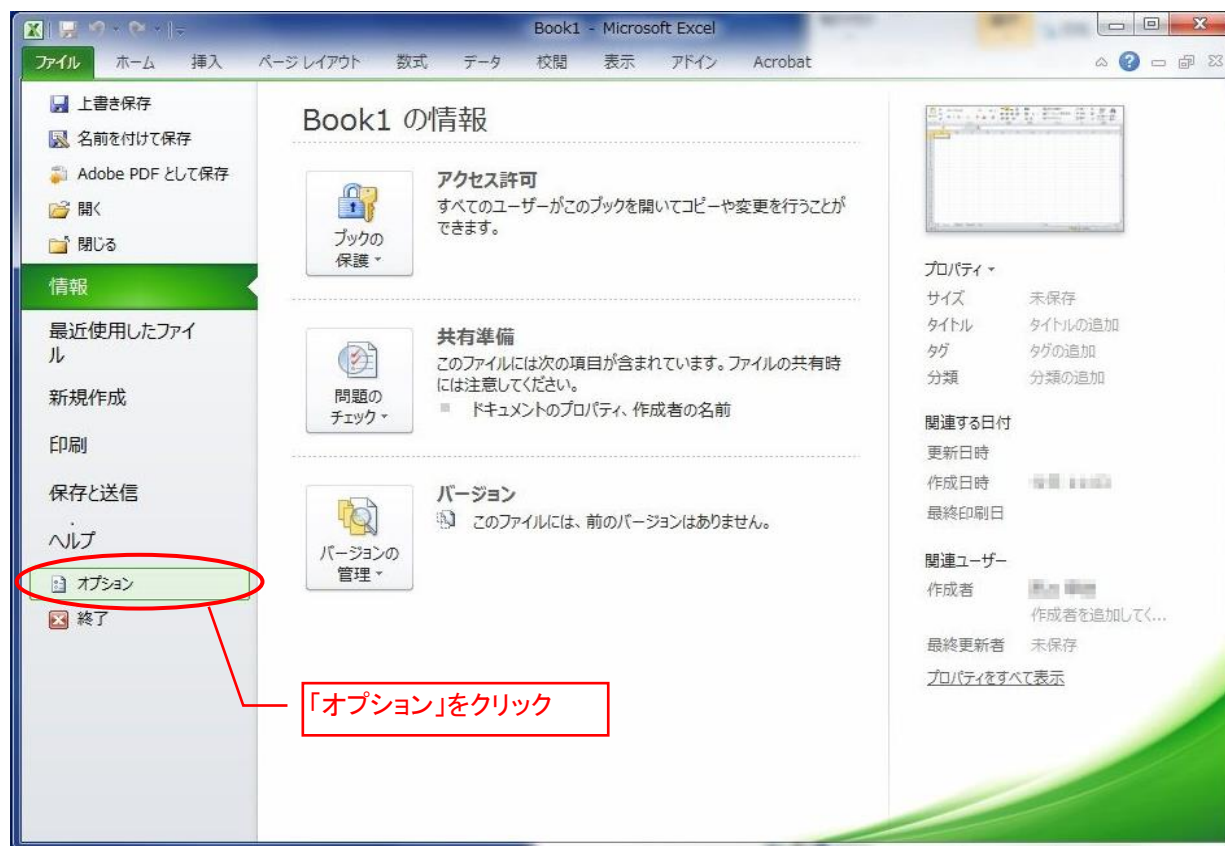 Book1 - Microsoft Excel
ファイル ホーム 挿入 ページ レイアウト 数式 データ 校閲 表示 アドイン Acrobat
上書き保存
名前を付けて保存
Adobe PDF として保存
開く
閉じる
情報
最近使用したファイ
ル
新規作成
印刷
保存と送信
ヘルプ
オプション
終了
Book1 の情報
ブックの
保護
アクセス許可
すべてのユーザーがこのブックを開いてコピーや変更を行うことが
できます。
問題の
チェック
共有準備
このファイルには次の項目が含まれています。ファイルの共有時
には注意してください。
ドキュメントのプロパティ、作成者の名前
バージョンの
管理
バージョン
このファイルには、前のバージョンはありません。
「オプション」をクリック
プロパティ
サイズ 未保存
タイトル タイトルの追加
タグ タグの追加
分類 分類の追加
関連する日付
更新日時
作成日時
最終印刷日
関連ユーザー
作成者
作成者を追加してく...
最終更新者 未保存
プロパティをすべて表示